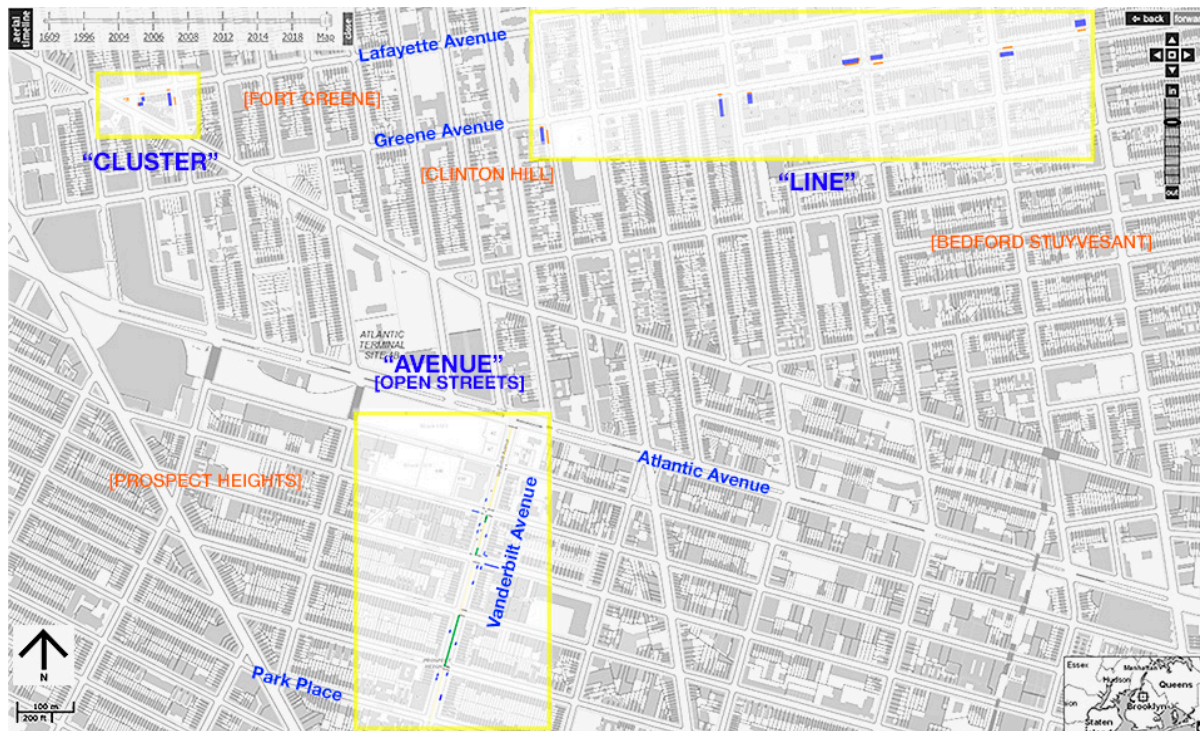 aerial timeline
1609 1996 2004 2006 2008 2012 2014 2018 Map
close
back
forwa
in
out
Lafayette Avenue
[FORT GREENE]
Greene Avenue
“CLUSTER”
[CLINTON HILL]
“LINE”
[BEDFORD STUYVESANT]
ATLANTIC
TERMINAL
SITE 4B
“AVENUE”
[OPEN STREETS]
Atlantic Avenue
[PROSPECT HEIGHTS]
Vanderbilt Avenue
Park Place
N
100 m
200 ft
Essex
Manhattan
Hudson
Queens
Brooklyn
Staten